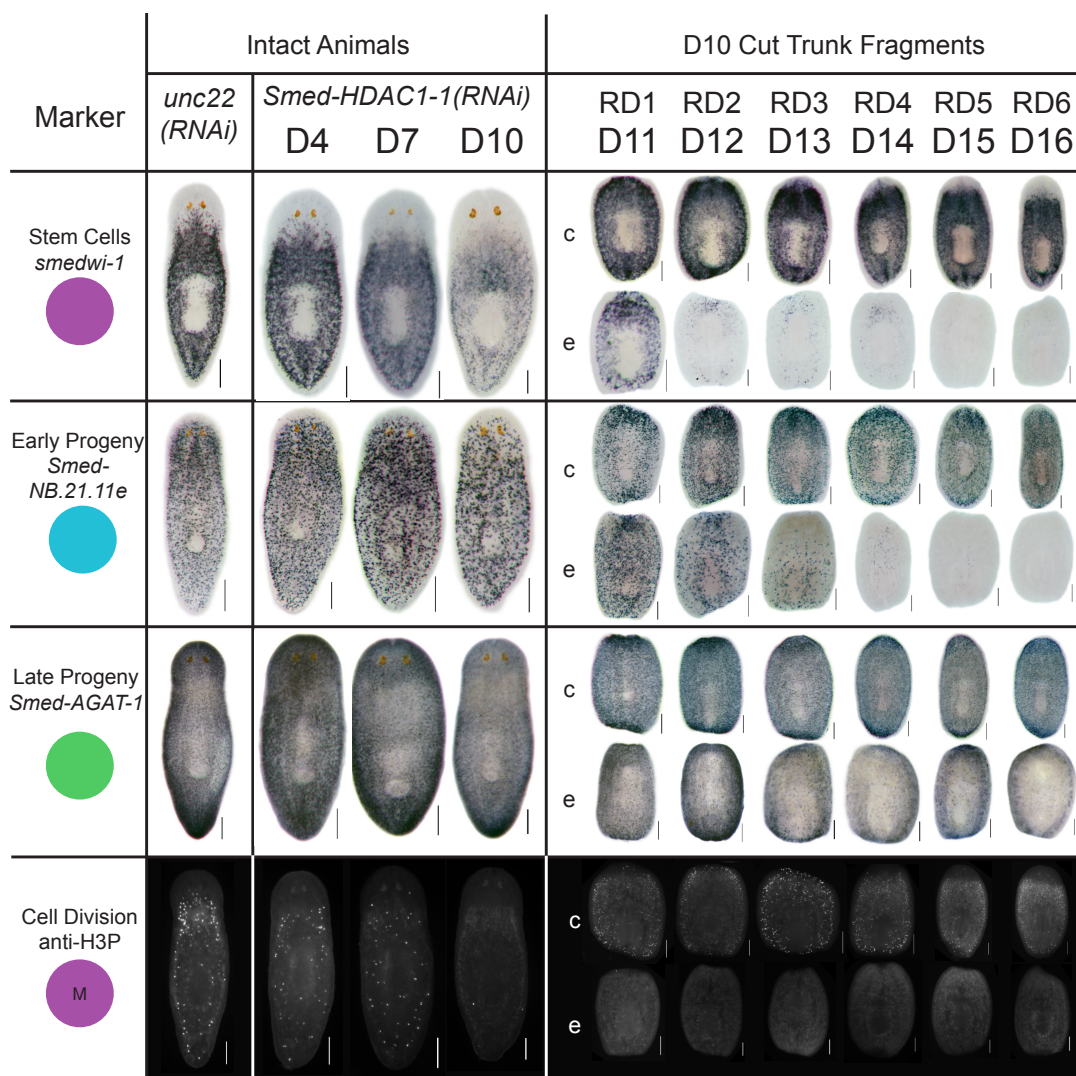 Intact Animals
D10 Cut Trunk Fragments
Marker
unc22
(RNAi)
Smed-HDAC1-1(RNAi)
D4 D7 D10
RD1 RD2 RD3 RD4 RD5 RD6
D11 D12 D13 D14 D15 D16
Stem Cells
smedwi-1
c
e
Early Progeny
Smed-
NB.21.11e
c
e
Late Progeny
Smed-AGAT-1
c
e
Cell Division
anti-H3P
M
c
e